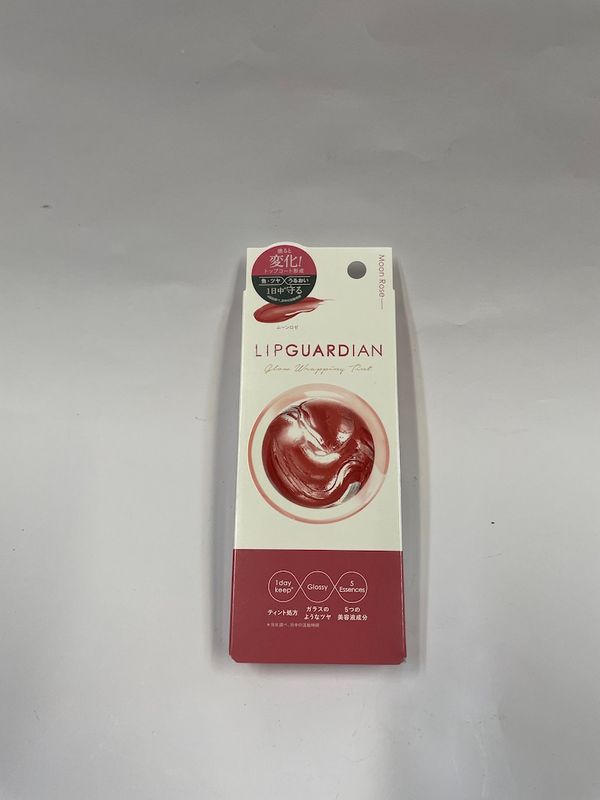 塗ると
変化!
トップコート形成
色・ツヤ × うるおい
1日中*守る
Moon Rose
ムーンロゼ
LIPGUARDIAN
Glow Wrapping Tint
1day keep*
Glossy
5 Essences
ティント処方
ガラスの
ようなツヤ
5つの
美容液成分